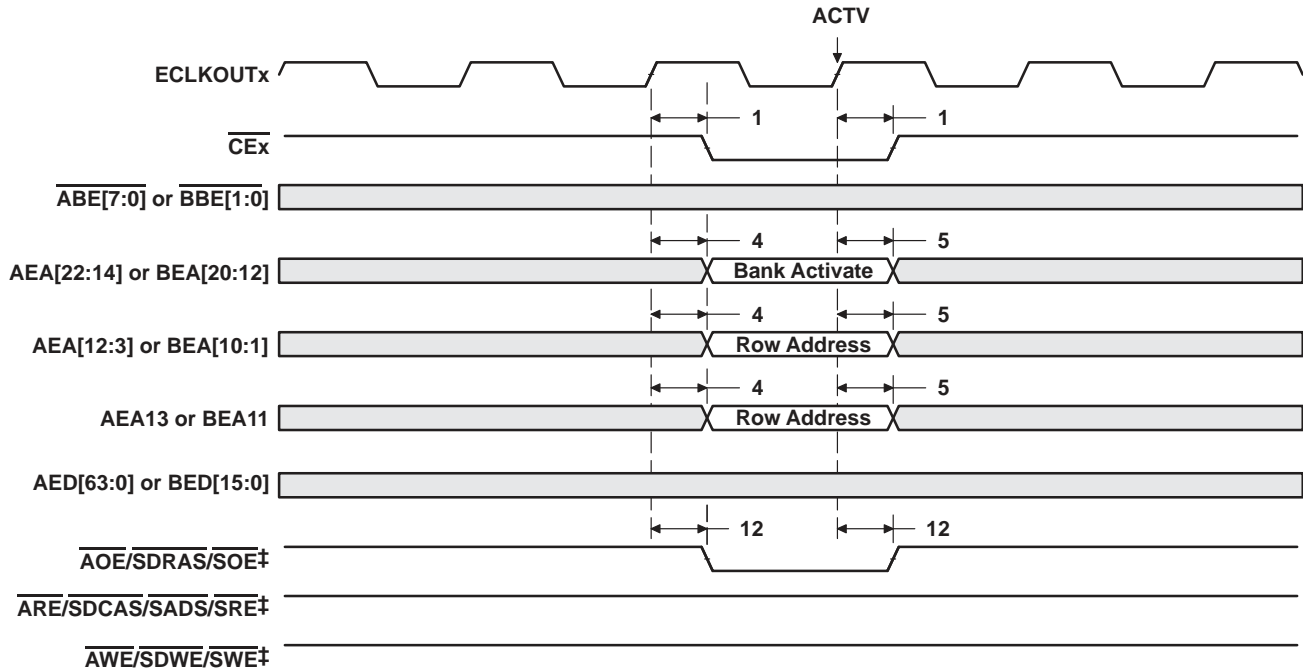 ACTV
ECLKOUTx
1 1
CEx
ABE[7:0] or BBE[1:0]
4 5
AEA[22:14] or BEA[20:12] Bank Activate
4 5
AEA[12:3] or BEA[10:1] Row Address
4 5
AEA13 or BEA11 Row Address
AED[63:0] or BED[15:0]
12 12
AOE/SDRAS/SOE‡
ARE/SDCAS/SADS/SRE‡
AWE/SDWE/SWE‡